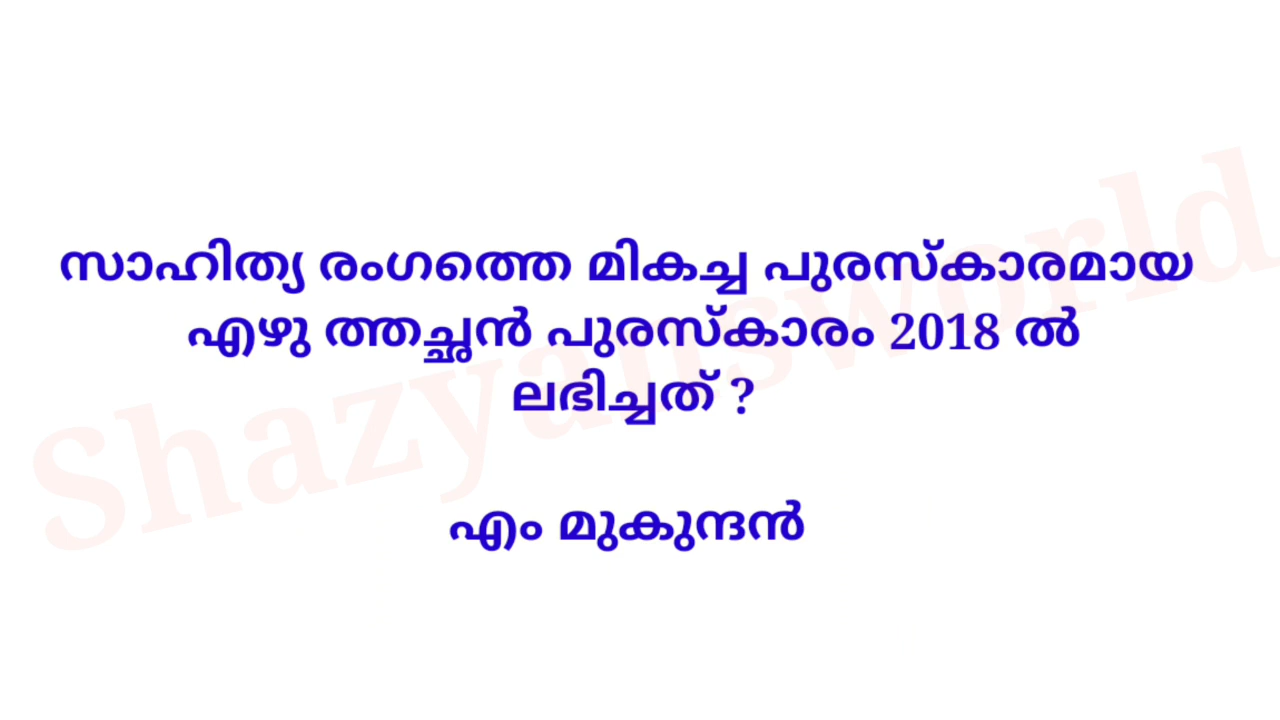 സാഹിത്യ രംഗത്തെ മികച്ച പുരസ്കാരമായ
എഴു ത്തച്ഛൻ പുരസ്കാരം 2018 ൽ
ലഭിച്ചത് ?
എം മുകുന്ദൻ
Shazyansworld